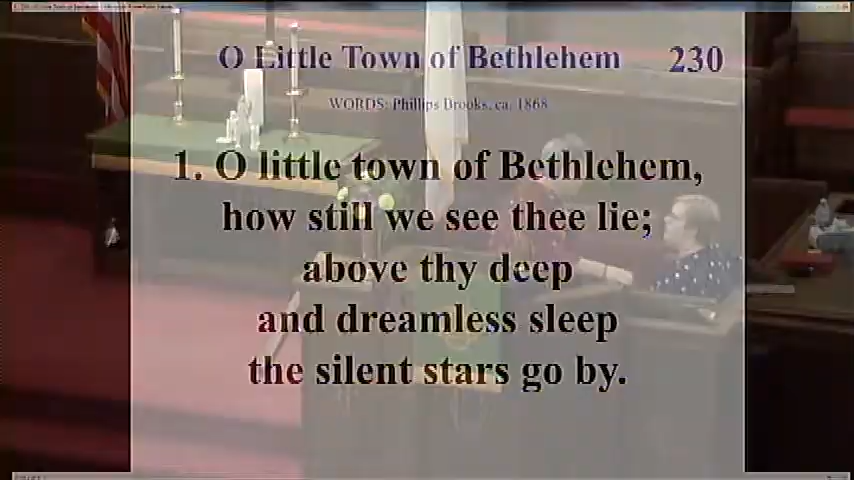 O Little Town of Bethlehem 230
WORDS: Phillips Brooks, ca. 1868
1. O little town of Bethlehem,
how still we see thee lie;
above thy deep
and dreamless sleep
the silent stars go by.